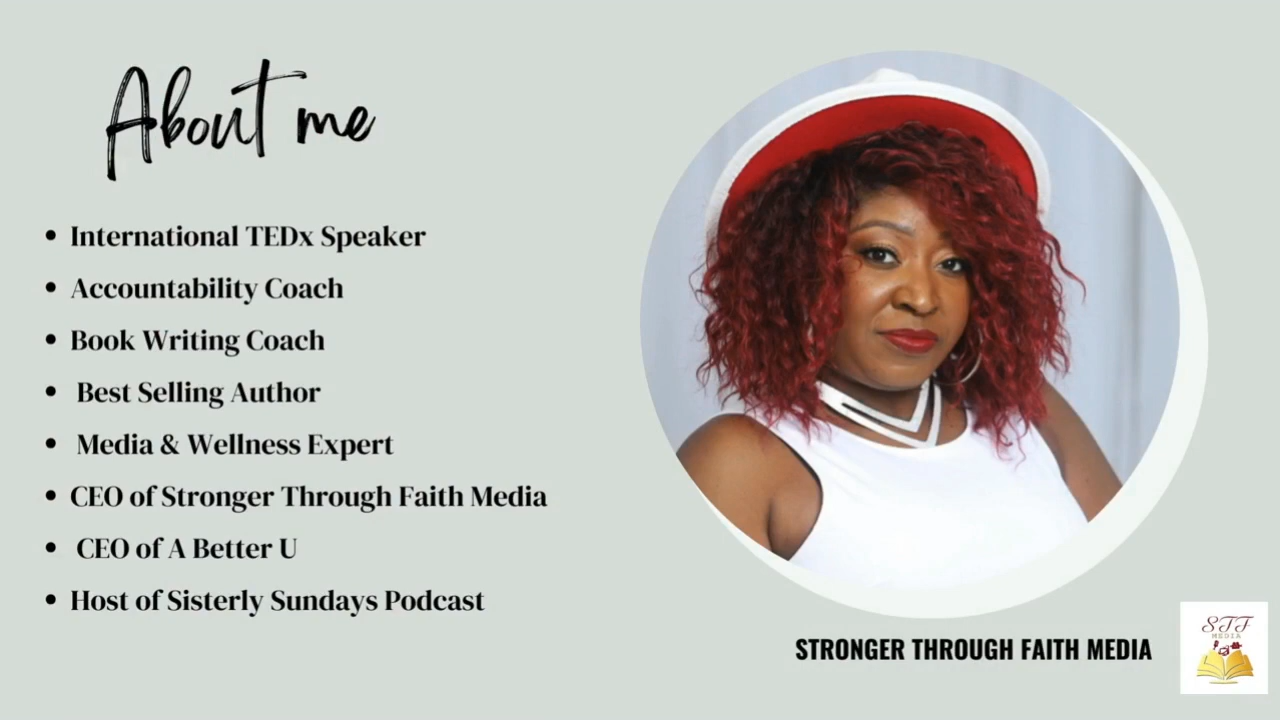 About me
• International TEDx Speaker
• Accountability Coach
• Book Writing Coach
• Best Selling Author
• Media & Wellness Expert
• CEO of Stronger Through Faith Media
• CEO of A Better U
• Host of Sisterly Sundays Podcast
STRONGER THROUGH FAITH MEDIA
STF
MEDIA